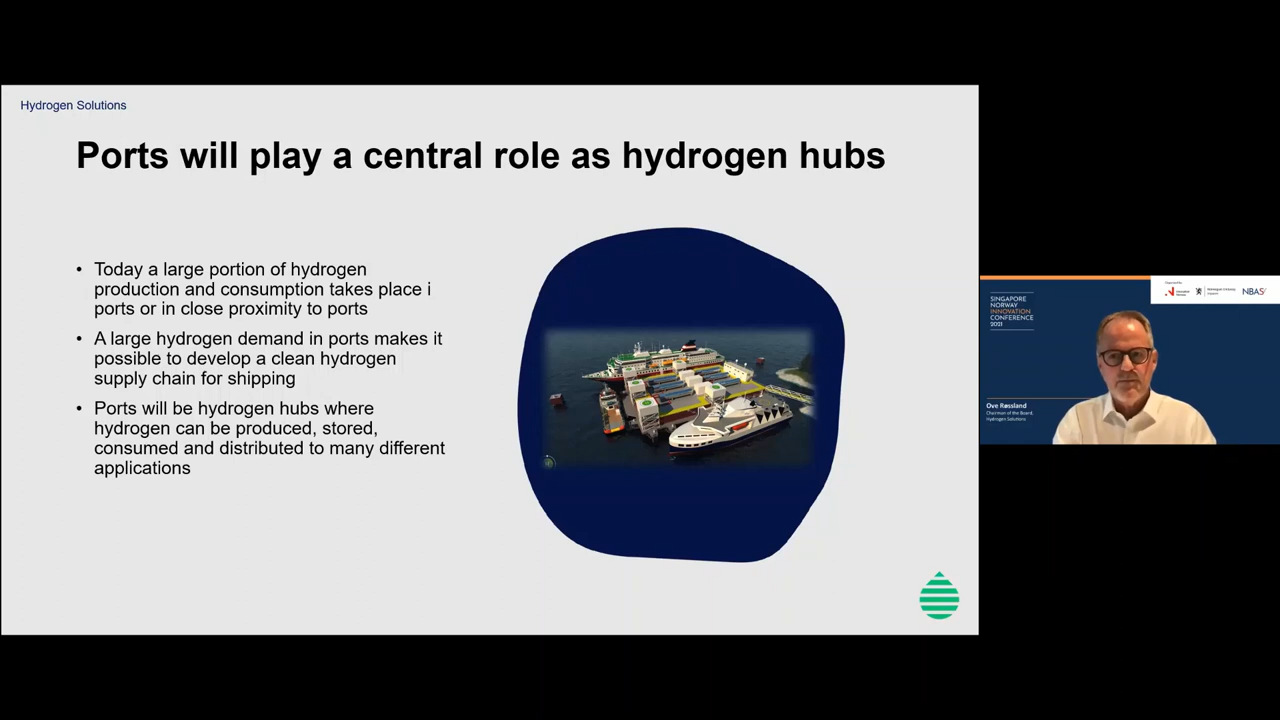 Hydrogen Solutions
Ports will play a central role as hydrogen hubs
• Today a large portion of hydrogen
production and consumption takes place i
ports or in close proximity to ports
• A large hydrogen demand in ports makes it
possible to develop a clean hydrogen
supply chain for shipping
• Ports will be hydrogen hubs where
hydrogen can be produced, stored,
consumed and distributed to many different
applications
SINGAPORE
NORWAY
INNOVATION
CONFERENCE
2021
NBAS
Ove Røssland
Chairman of the Board,
Hydrogen Solutions